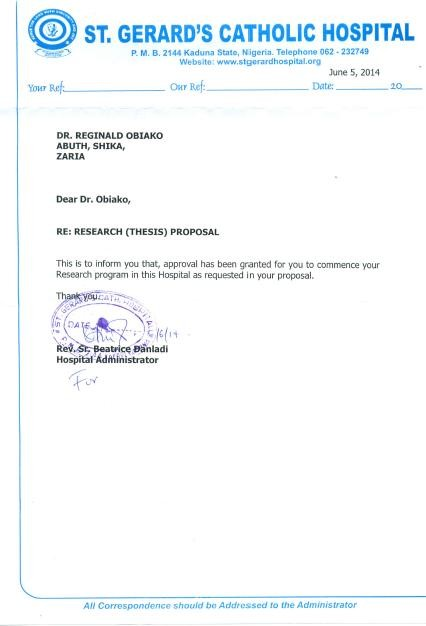 ST. GERARD'S CATHOLIC HOSPITAL
P. M. B. 2144 Kaduna State, Nigeria. Telephone 062 - 232749
Website: www.stgerardhospital.org
June 5, 2014
Your Ref: Our Ref: Date: 20
DR. REGINALD OBIAKO
ABUTH, SHIKA,
ZARIA
Dear Dr. Obiako,
RE: RESEARCH (THESIS) PROPOSAL
This is to inform you that, approval has been granted for you to commence your
Research program in this Hospital as requested in your proposal.
Thank you.
ST. GERARD'S CATH. HOSPITAL
DATE
/6/14
Rev. Sr. Beatrice Danladi
Hospital Administrator
For
All Correspondence should be Addressed to the Administrator